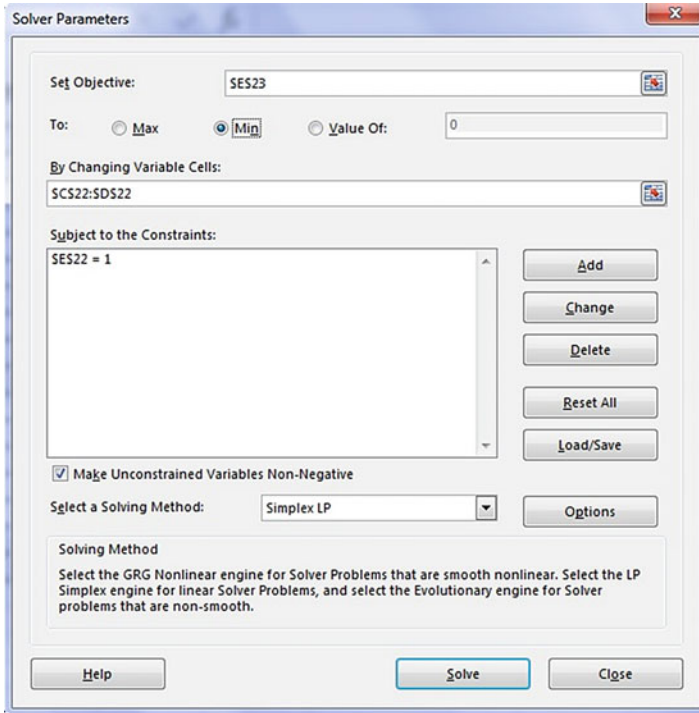 Solver Parameters
Set Objective: $E$23
To: Max Min Value Of: 0
By Changing Variable Cells:
$C$22:$D$22
Subject to the Constraints:
$E$22 = 1
Add
Change
Delete
Reset All
Load/Save
Make Unconstrained Variables Non-Negative
Select a Solving Method: Simplex LP Options
Solving Method
Select the GRG Nonlinear engine for Solver Problems that are smooth nonlinear. Select the LP
Simplex engine for linear Solver Problems, and select the Evolutionary engine for Solver
problems that are non-smooth.
Help Solve Close